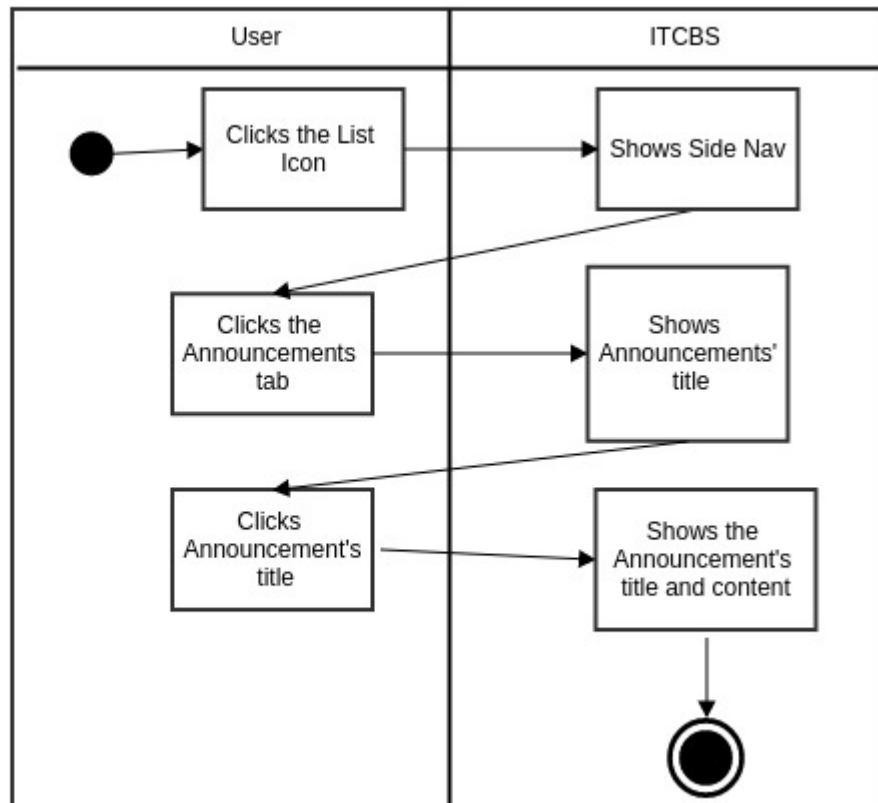 User
ITCBS
Clicks the List
Icon
Shows Side Nav
Clicks the
Announcements
tab
Shows
Announcements'
title
Clicks
Announcement's
title
Shows the
Announcement's
title and content